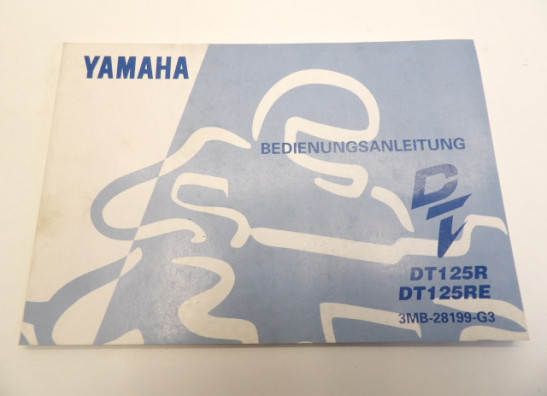 YAMAHA
BEDIENUNGSANLEITUNG
DT
DT125R
DT125RE
3MB-28199-G3